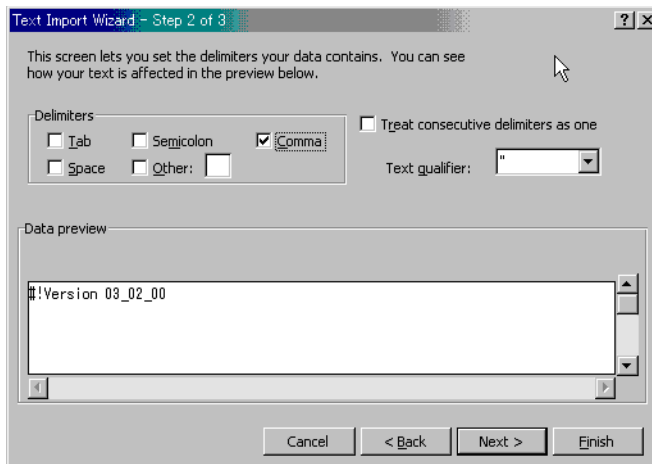 Text Import Wizard - Step 2 of 3
This screen lets you set the delimiters your data contains. You can see
how your text is affected in the preview below.
Delimiters
Tab
Semicolon
Comma
Space
Other:
Treat consecutive delimiters as one
Text qualifier:
"
Data preview
#!Version 03_02_00
Cancel
< Back
Next >
Finish